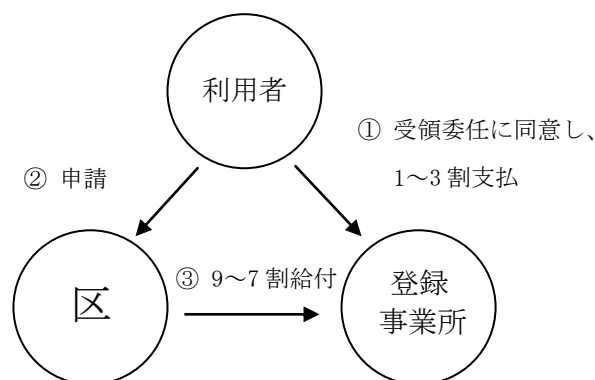 利用者
① 受領委任に同意し、
1～3 割支払
② 申請
③ 9～7 割給付
区
登録
事業所